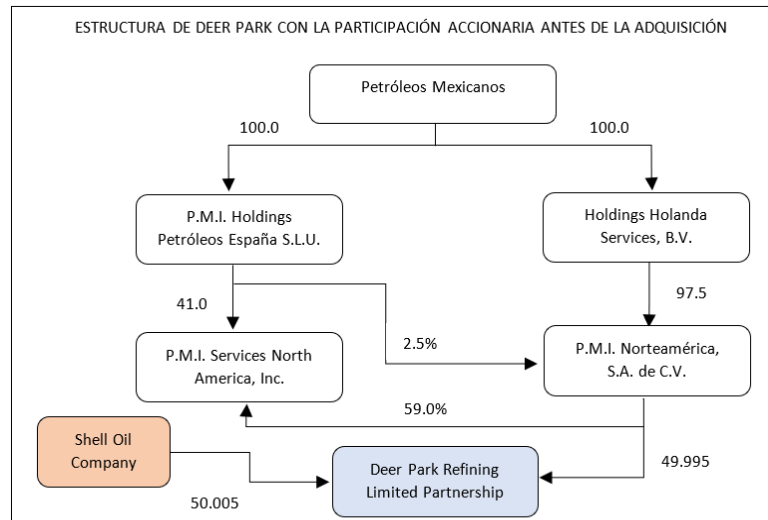 ESTRUCTURA DE DEER PARK CON LA PARTICIPACIÓN ACCIONARIA ANTES DE LA ADQUISICIÓN
Petróleos Mexicanos
100.0
100.0
P.M.I. Holdings
Petróleos España S.L.U.
Holdings Holanda
Services, B.V.
41.0
97.5
2.5%
P.M.I. Services North
America, Inc.
P.M.I. Norteamérica,
S.A. de C.V.
59.0%
Shell Oil
Company
49.995
Deer Park Refining
Limited Partnership
50.005